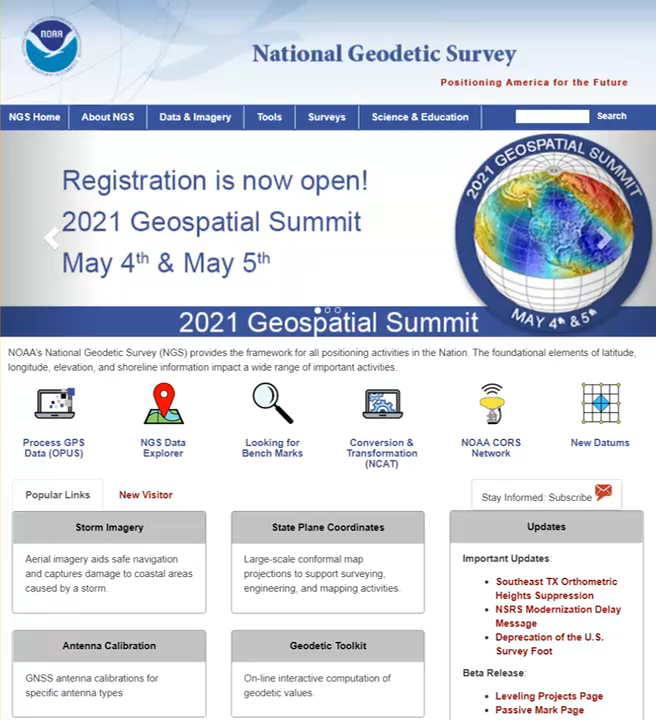 NOAA
National Geodetic Survey
Positioning America for the Future
NGS Home About NGS Data & Imagery Tools Surveys Science & Education Search
Registration is now open!
2021 Geospatial Summit
May 4th & May 5th
2021 GEOSPATIAL SUMMIT
MAY 4th & 5th
2021 Geospatial Summit
NOAA's National Geodetic Survey (NGS) provides the framework for all positioning activities in the Nation. The foundational elements of latitude,
longitude, elevation, and shoreline information impact a wide range of important activities.
Process GPS
Data (OPUS)
NGS Data
Explorer
Looking for
Bench Marks
Conversion &
Transformation
(NCAT)
NOAA CORS
Network
New Datums
Popular Links New Visitor
Stay Informed: Subscribe
Storm Imagery
Aerial imagery aids safe navigation
and captures damage to coastal areas
caused by a storm.
State Plane Coordinates
Large-scale conformal map
projections to support surveying,
engineering, and mapping activities.
Antenna Calibration
GNSS antenna calibrations for
specific antenna types
Geodetic Toolkit
On-line interactive computation of
geodetic values.
Updates
Important Updates:
Southeast TX Orthometric
Heights Suppression
NSRS Modernization Delay
Message
Deprecation of the U.S.
Survey Foot
Beta Release:
Leveling Projects Page
Passive Mark Page